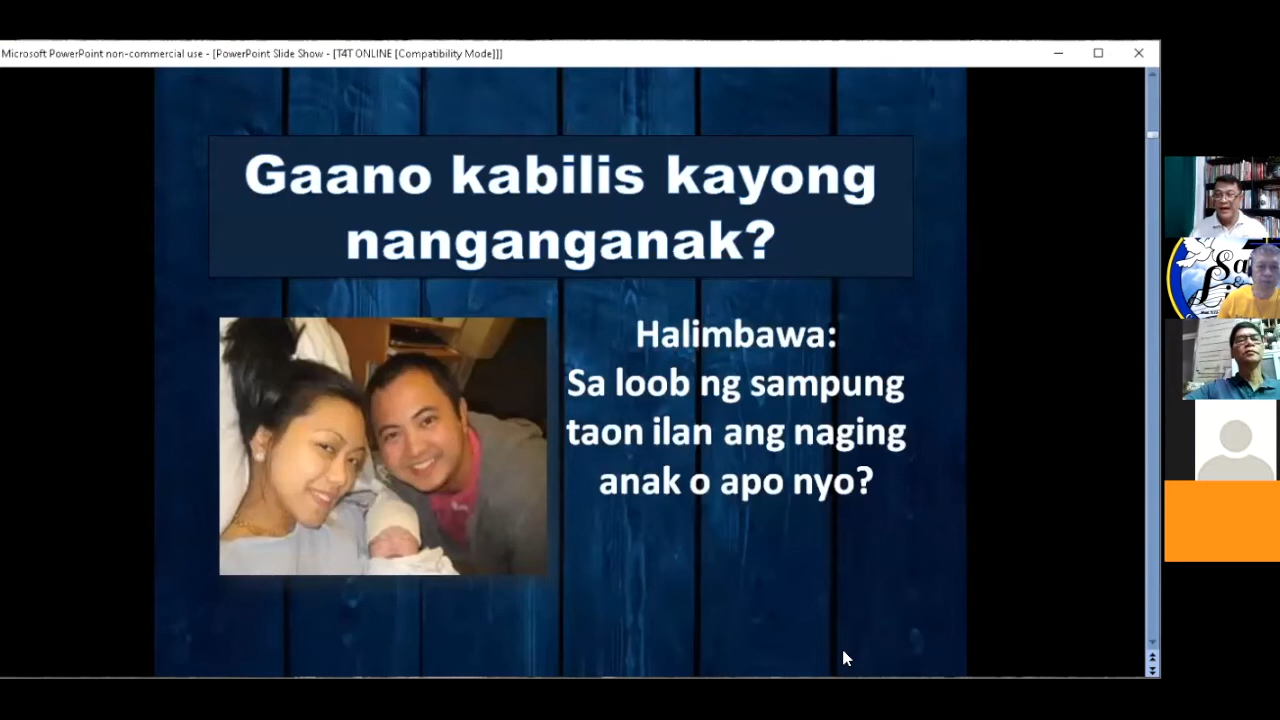 Microsoft PowerPoint non-commercial use - [PowerPoint Slide Show - [T4T ONLINE [Compatibility Mode]]]
Gaano kabilis kayong
nanganganak?
Halimbawa:
Sa loob ng sampung
taon ilan ang naging
anak o apo nyo?